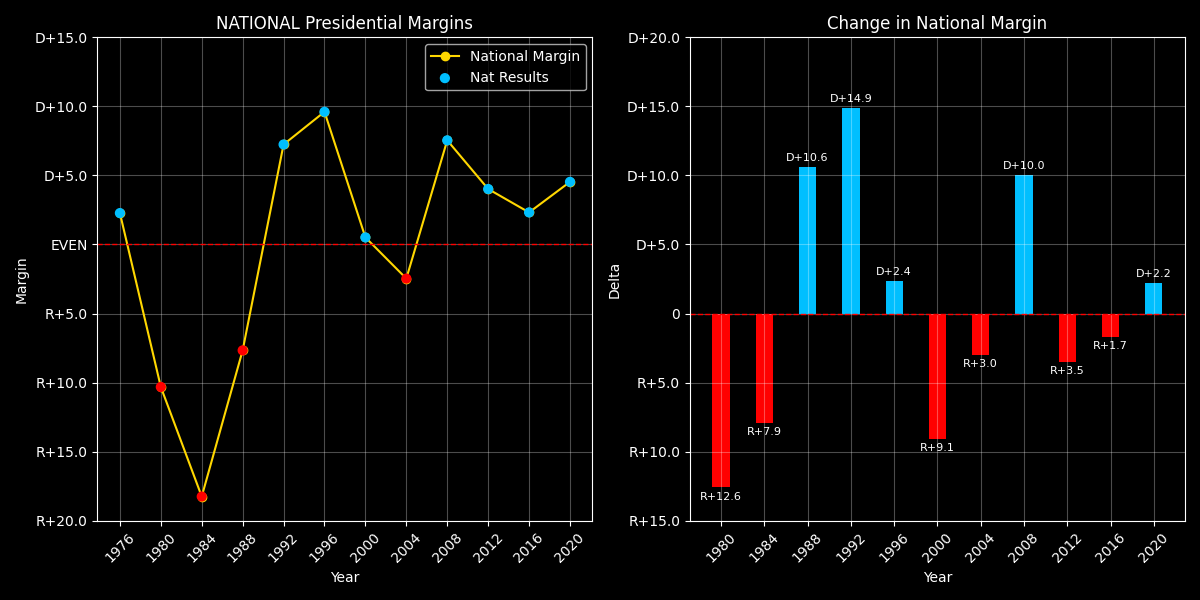 NATIONAL Presidential Margins
D+15.0
D+10.0
D+5.0
EVEN
R+5.0
R+10.0
R+15.0
R+20.0
Margin
National Margin
Nat Results
1976
1980
1984
1988
1992
1996
2000
2004
2008
2012
2016
2020
Year
Change in National Margin
D+20.0
D+15.0
D+10.0
D+5.0
0
R+5.0
R+10.0
R+15.0
Delta
R+12.6
R+7.9
D+10.6
D+14.9
D+2.4
R+9.1
R+3.0
D+10.0
R+3.5
R+1.7
D+2.2
1980
1984
1988
1992
1996
2000
2004
2008
2012
2016
2020
Year